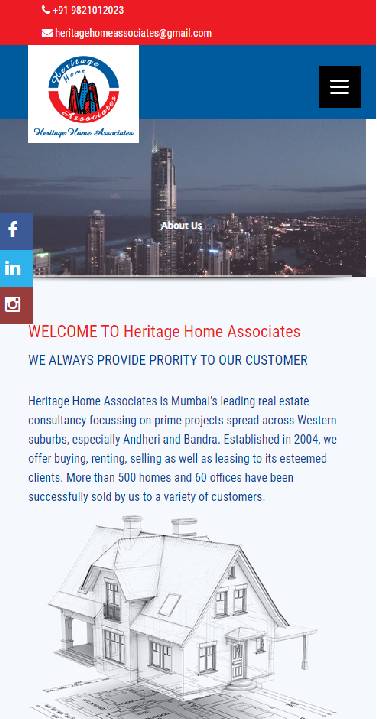 +91 9821012023
heritagehomeassociates@gmail.com
Heritage
Home
Associates
Heritage Home Associates
About Us
WELCOME TO Heritage Home Associates
WE ALWAYS PROVIDE PRORITY TO OUR CUSTOMER
Heritage Home Associates is Mumbai's leading real estate
consultancy focussing on prime projects spread across Western
suburbs, especially Andheri and Bandra. Established in 2004, we
offer buying, renting, selling as well as leasing to its esteemed
clients. More than 500 homes and 60 offices have been
successfully sold by us to a variety of customers.